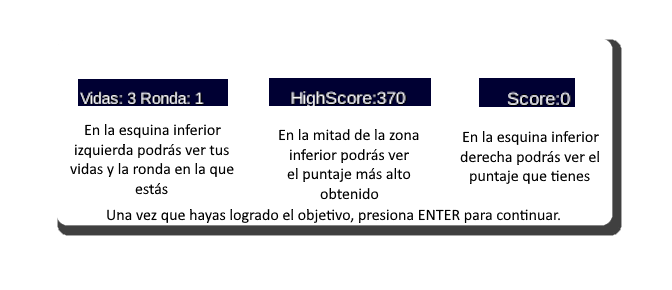 Vidas: 3 Ronda: 1
En la esquina inferior
izquierda podrás ver tus
vidas y la ronda en la que
estás
HighScore:370
En la mitad de la zona
inferior podrás ver
el puntaje más alto
obtenido
Score:0
En la esquina inferior
derecha podrás ver el
puntaje que tienes
Una vez que hayas logrado el objetivo, presiona ENTER para continuar.